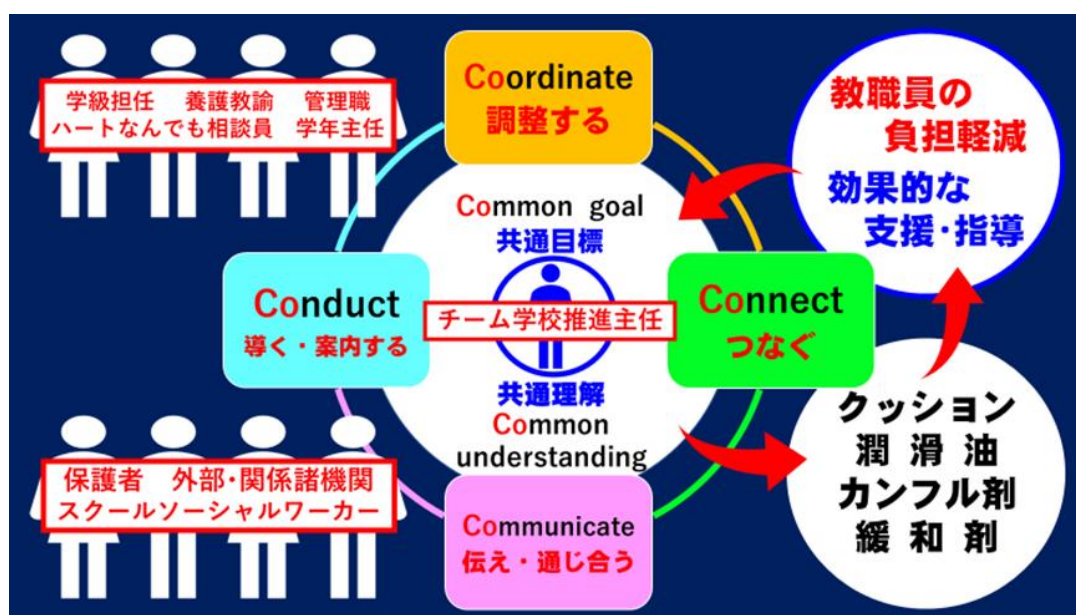 学級担任　養護教諭　管理職
ハートなんでも相談員　学年主任
Coordinate
調整する
教職員の
負担軽減
効果的な
支援・指導
Common goal
共通目標
Conduct
導く・案内する
チーム学校推進主任
Connect
つなぐ
共通理解
Common
understanding
クッション
潤滑油
カンフル剤
緩和剤
保護者　外部・関係諸機関
スクールソーシャルワーカー
Communicate
伝え・通じ合う